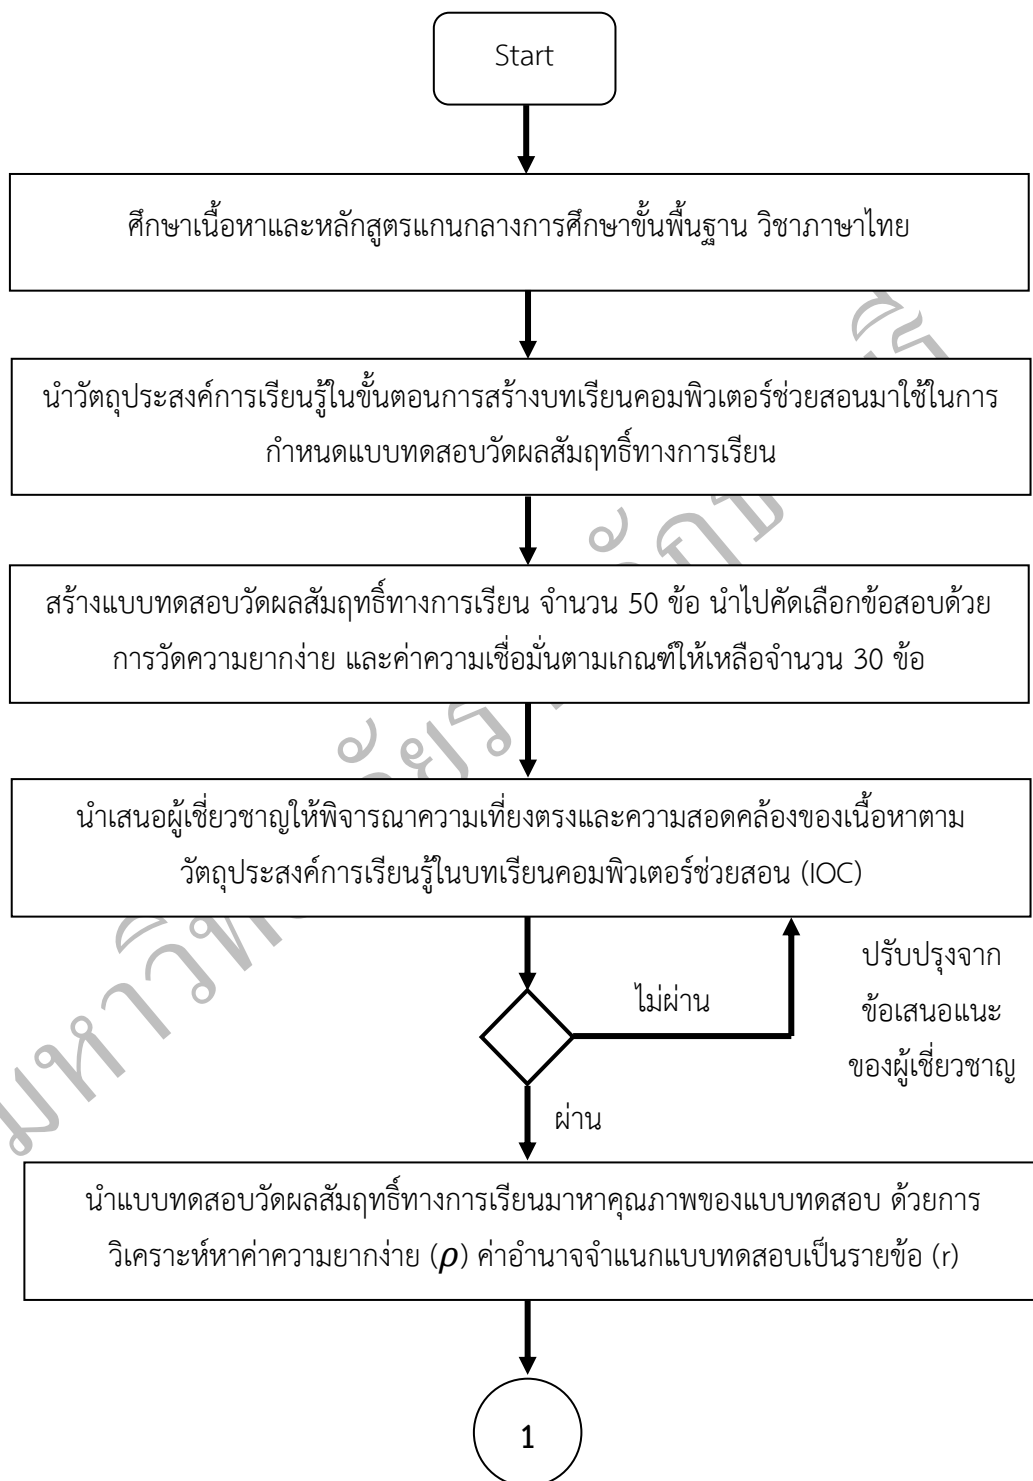 Start
ศึกษาเนื้อหาและหลักสูตรแกนกลางการศึกษาขั้นพื้นฐาน วิชาภาษาไทย
นำวัตถุประสงค์การเรียนรู้ในขั้นตอนการสร้างบทเรียนคอมพิวเตอร์ช่วยสอนมาใช้ในการ
กำหนดแบบทดสอบวัดผลสัมฤทธิ์ทางการเรียน
สร้างแบบทดสอบวัดผลสัมฤทธิ์ทางการเรียน จำนวน 50 ข้อ นำไปคัดเลือกข้อสอบด้วย
การวัดความยากง่าย และค่าความเชื่อมั่นตามเกณฑ์ให้เหลือจำนวน 30 ข้อ
นำเสนอผู้เชี่ยวชาญให้พิจารณาความเที่ยงตรงและความสอดคล้องของเนื้อหาตาม
วัตถุประสงค์การเรียนรู้ในบทเรียนคอมพิวเตอร์ช่วยสอน (IOC)
ไม่ผ่าน
ปรับปรุงจาก
ข้อเสนอแนะ
ของผู้เชี่ยวชาญ
ผ่าน
นำแบบทดสอบวัดผลสัมฤทธิ์ทางการเรียนมาหาคุณภาพของแบบทดสอบ ด้วยการ
วิเคราะห์หาค่าความยากง่าย (ρ) ค่าอำนาจจำแนกแบบทดสอบเป็นรายข้อ (r)
1